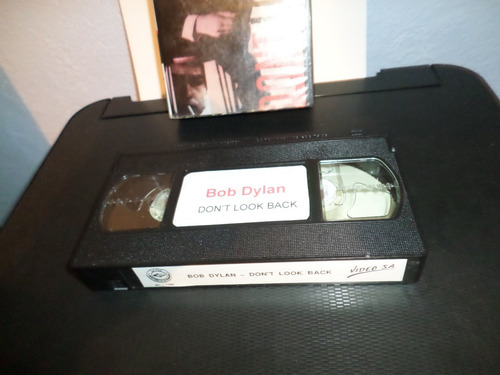 Bob Dylan
DON'T LOOK BACK
BOB DYLAN - DON'T LOOK BACK
VIDEO SA